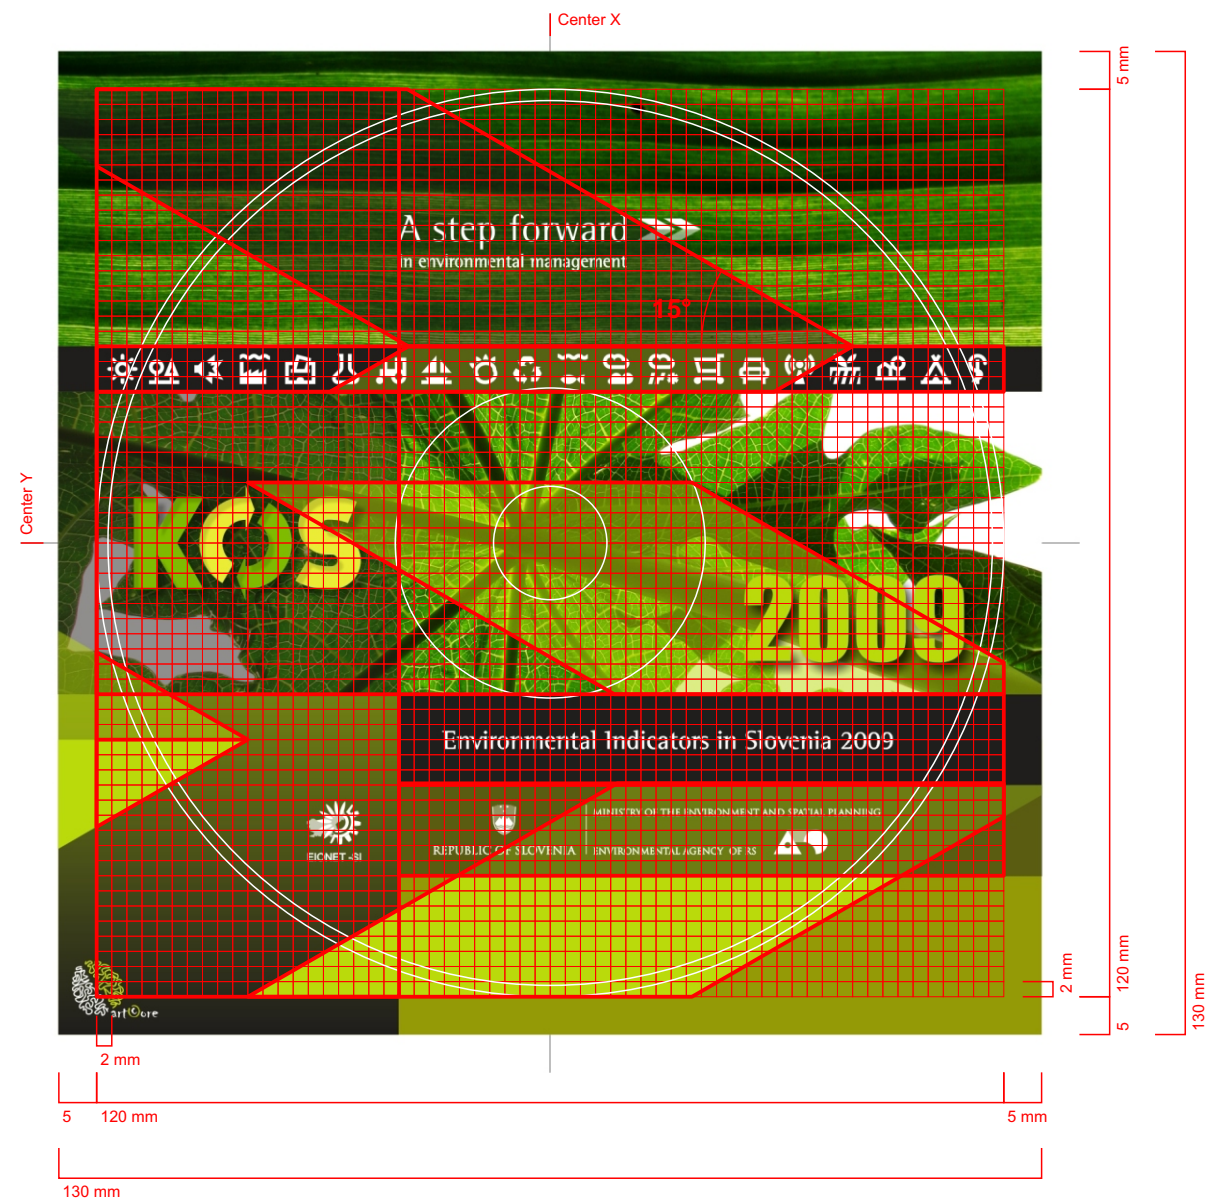 Center X
5 mm
A step forward
in environmental management
15°
Center Y
KOS
2009
Environmental Indicators in Slovenia 2009
MINISTRY OF THE ENVIRONMENT AND SPATIAL PLANNING
REPUBLIC OF SLOVENIA
ENVIRONMENTAL AGENCY OF RS
EIONET-SI
art©ore
2 mm
120 mm
5
130 mm
2 mm
5
120 mm
5 mm
130 mm